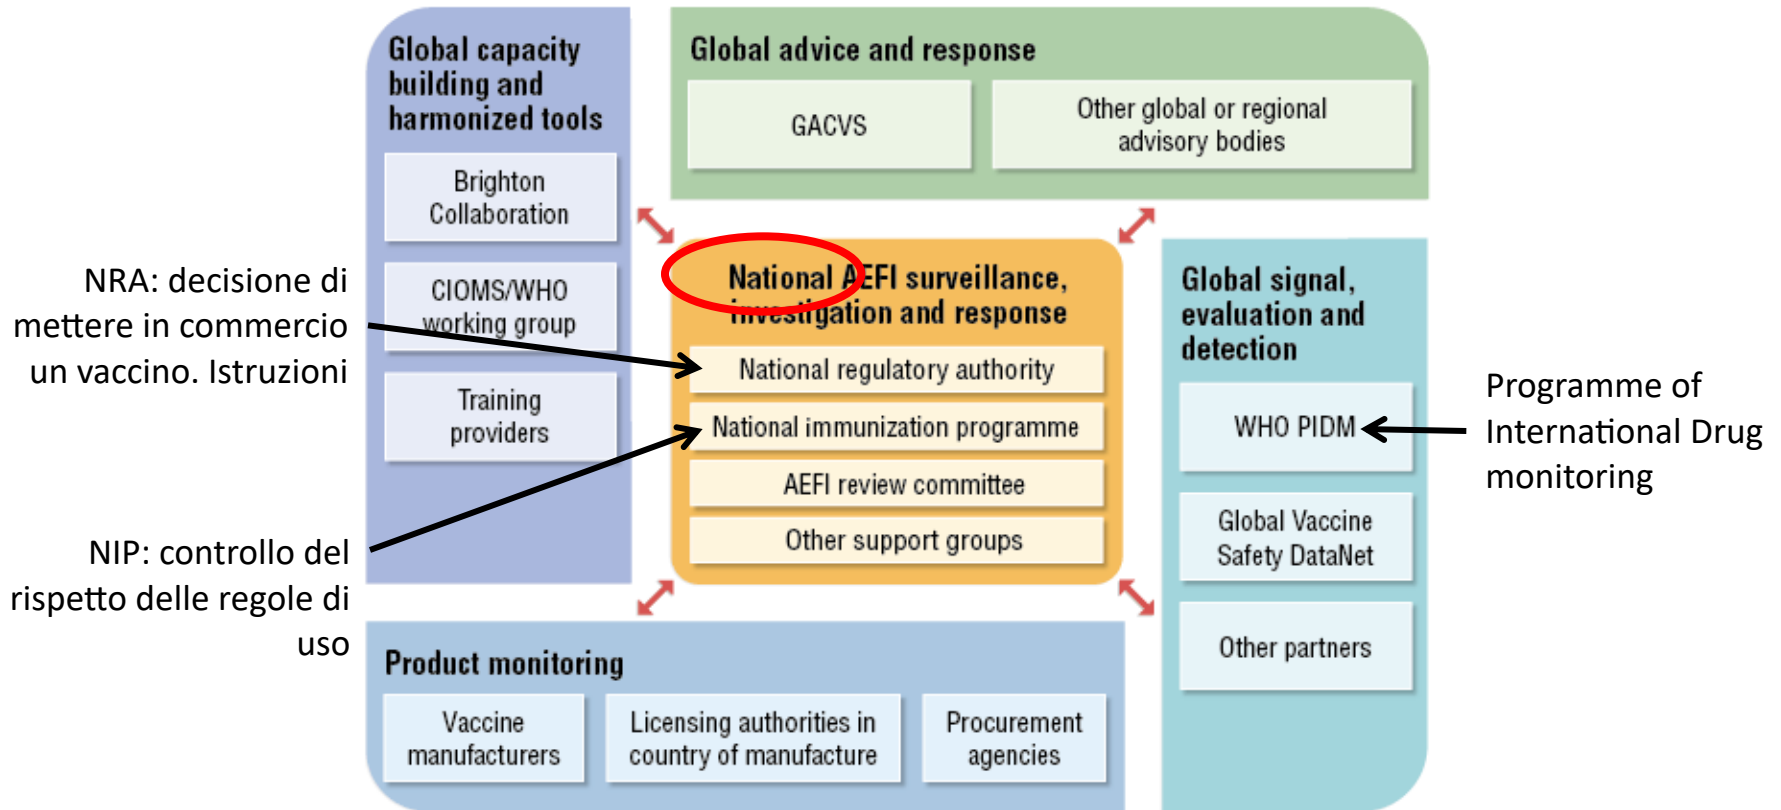 Global capacity
building and
harmonized tools
Brighton
Collaboration
CIOMS/WHO
working group
Training
providers
Global advice and response
GACVS
Other global or regional
advisory bodies
National AEFI surveillance,
investigation and response
National regulatory authority
National immunization programme
AEFI review committee
Other support groups
Global signal,
evaluation and
detection
WHO PIDM
Global Vaccine
Safety DataNet
Other partners
Product monitoring
Vaccine
manufacturers
Licensing authorities in
country of manufacture
Procurement
agencies
NRA: decisione di
mettere in commercio
un vaccino. Istruzioni
NIP: controllo del
rispetto delle regole di
uso
Programme of
International Drug
monitoring